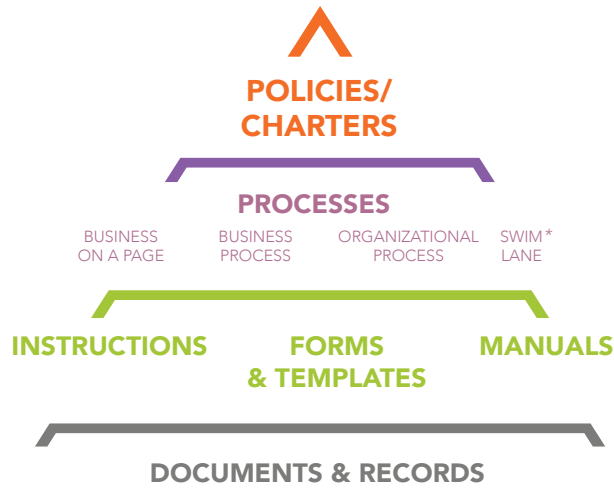 POLICIES/
CHARTERS
PROCESSES
BUSINESS
ON A PAGE
BUSINESS
PROCESS
ORGANIZATIONAL
PROCESS
SWIM*
LANE
INSTRUCTIONS
FORMS
& TEMPLATES
MANUALS
DOCUMENTS & RECORDS